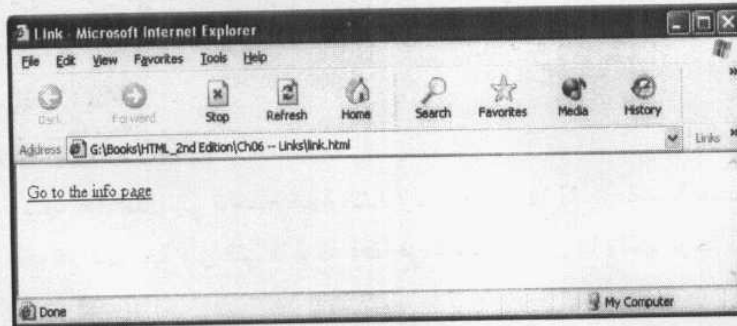 Link - Microsoft Internet Explorer
File Edit View Favorites Tools Help
Back Forward Stop Refresh Home Search Favorites Media History
Address G:\Books\HTML_2nd Edition\Ch06 -- Links\link.html Links »
Go to the info page
Done My Computer